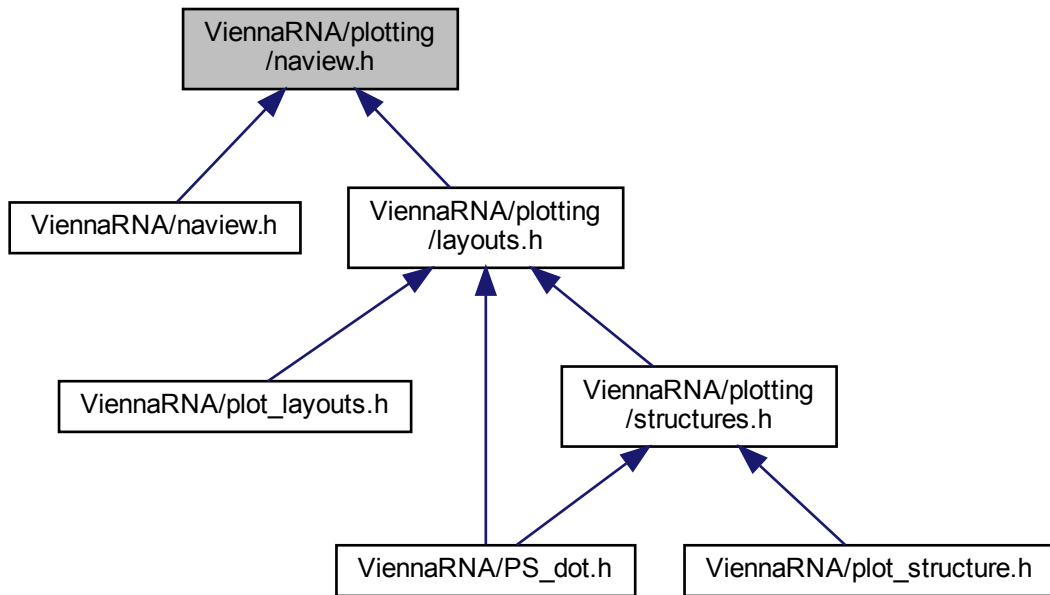 ViennaRNA/plotting
/naview.h
ViennaRNA/naview.h
ViennaRNA/plotting
/layouts.h
ViennaRNA/plot_layouts.h
ViennaRNA/plotting
/structures.h
ViennaRNA/PS_dot.h
ViennaRNA/plot_structure.h